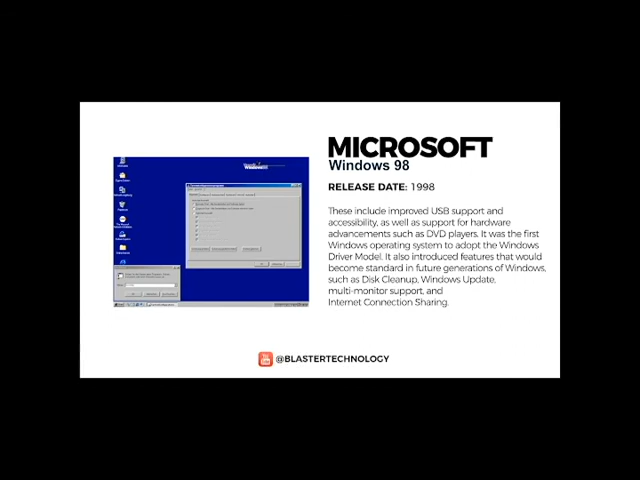 MICROSOFT
Windows 98
RELEASE DATE: 1998
These include improved USB support and
accessibility, as well as support for hardware
advancements such as DVD players. It was the first
Windows operating system to adopt the Windows
Driver Model. It also introduced features that would
become standard in future generations of Windows,
such as Disk Cleanup, Windows Update,
multi-monitor support, and
Internet Connection Sharing.
@BLASTERTECHNOLOGY